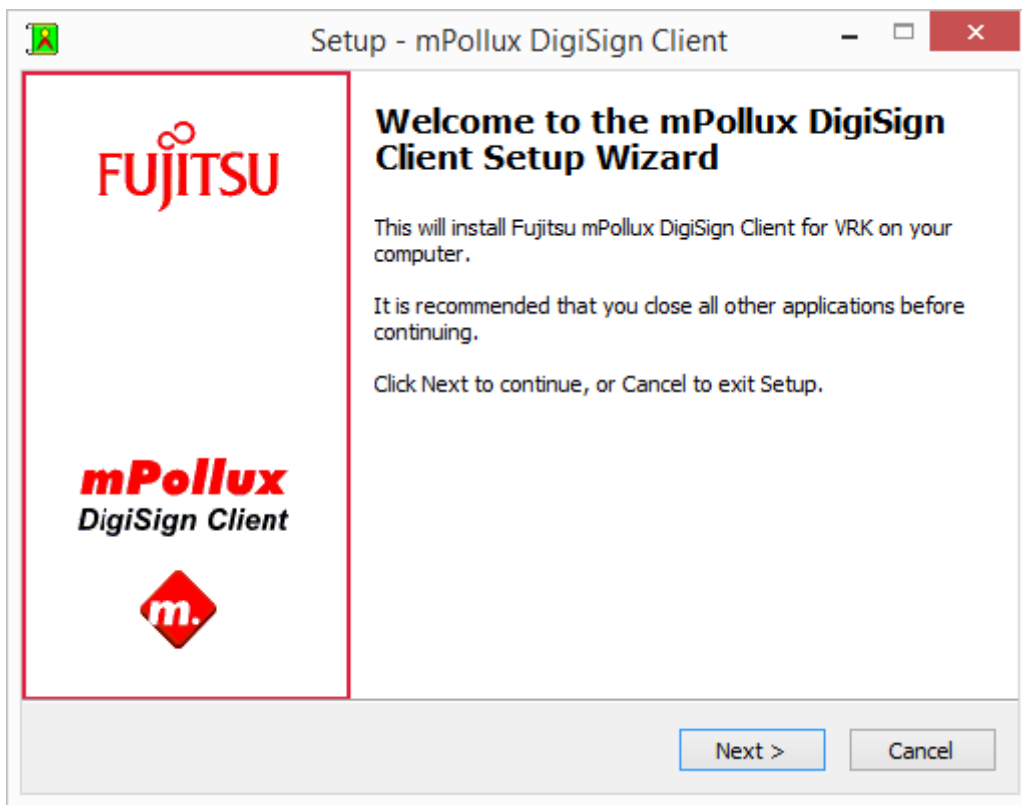 Setup - mPollux DigiSign Client
FUJITSU
mPollux
DigiSign Client
m.
Welcome to the mPollux DigiSign
Client Setup Wizard
This will install Fujitsu mPollux DigiSign Client for VRK on your
computer.
It is recommended that you close all other applications before
continuing.
Click Next to continue, or Cancel to exit Setup.
Next >
Cancel